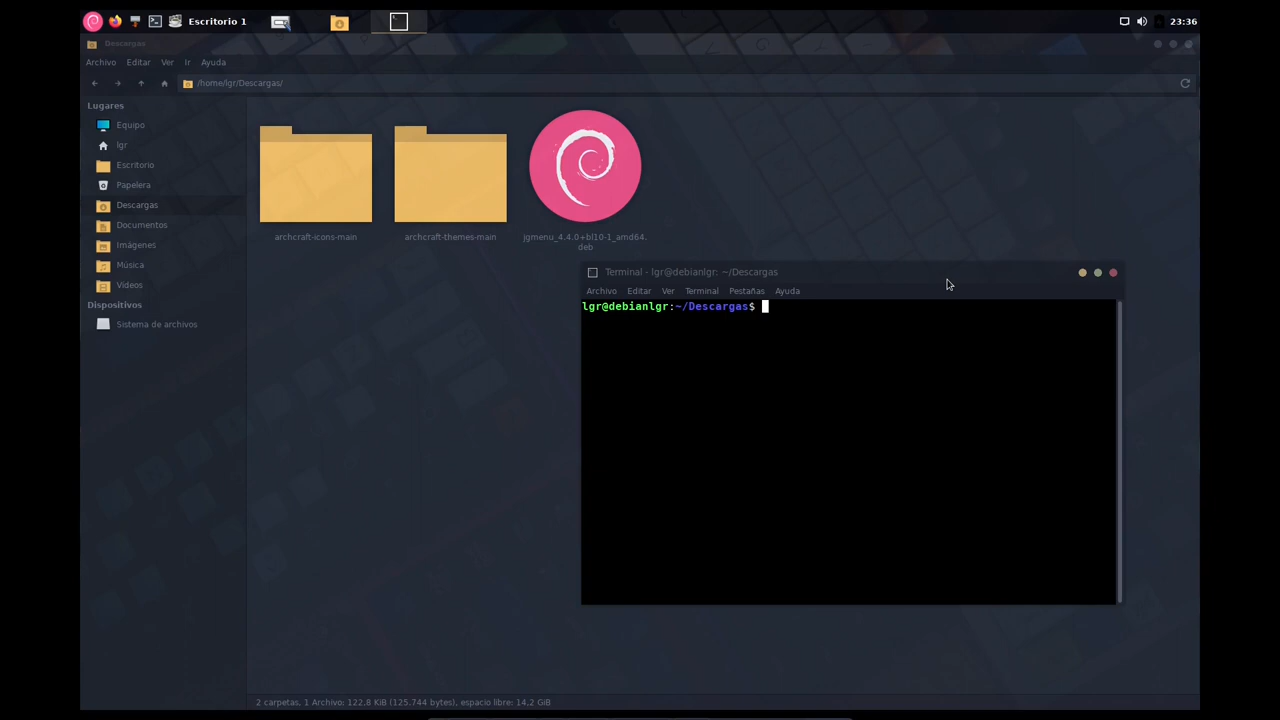 Escritorio 1
23:36
Descargas
Archivo Editar Ver Ir Ayuda
/home/lgr/Descargas/
Lugares
Equipo
lgr
Escritorio
Papelera
Descargas
Documentos
Imágenes
Música
Vídeos
Dispositivos
Sistema de archivos
archcraft-icons-main
archcraft-themes-main
jgmenu_4.4.0+bl10-1_amd64.
deb
Terminal - lgr@debianlgr: ~/Descargas
Archivo Editar Ver Terminal Pestañas Ayuda
lgr@debianlgr:~/Descargas$
2 carpetas, 1 Archivo: 122,8 KiB (125.744 bytes), espacio libre: 14,2 GiB